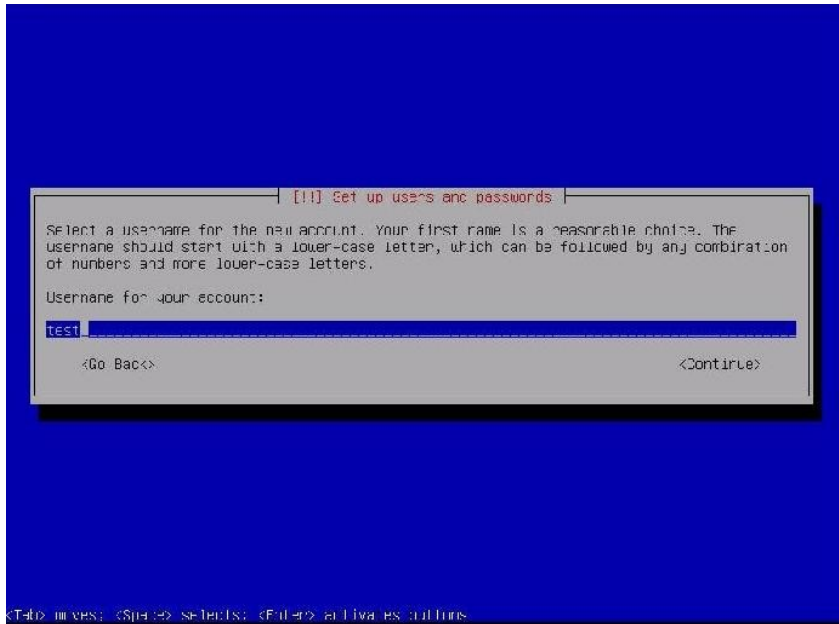 [!!] Set up users and passwords
Select a username for the new account. Your first name is a reasonable choice. The
username should start with a lower-case letter, which can be followed by any combination
of numbers and more lower-case letters.
Username for your account:
test
<Go Back> <Continue>
<Tab> moves; <Space> selects; <Enter> activates buttons